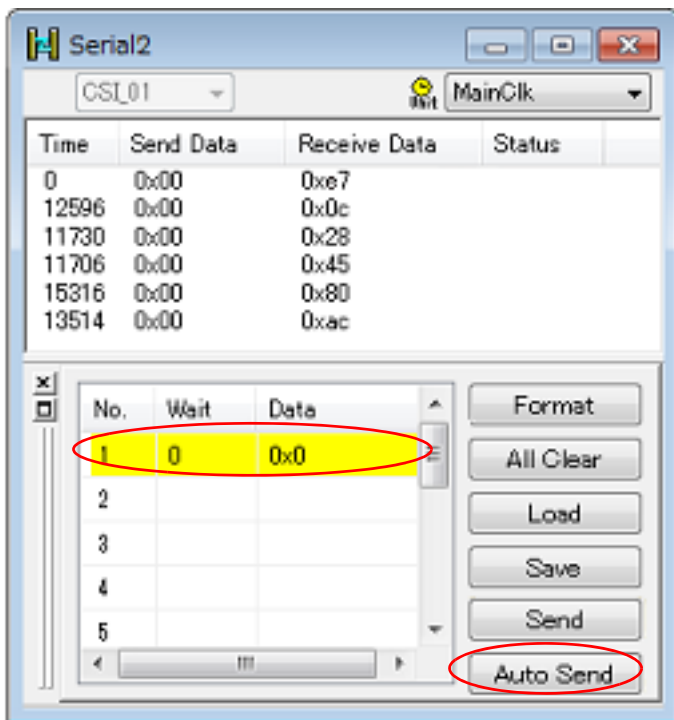 Serial2
CSI_01 Unit MainClk
Time Send Data Receive Data Status
0 0x00 0xe7
12596 0x00 0x0c
11730 0x00 0x28
11706 0x00 0x45
15316 0x00 0x80
13514 0x00 0xac
No. Wait Data
1 0 0x0
2
3
4
5
Format
All Clear
Load
Save
Send
Auto Send